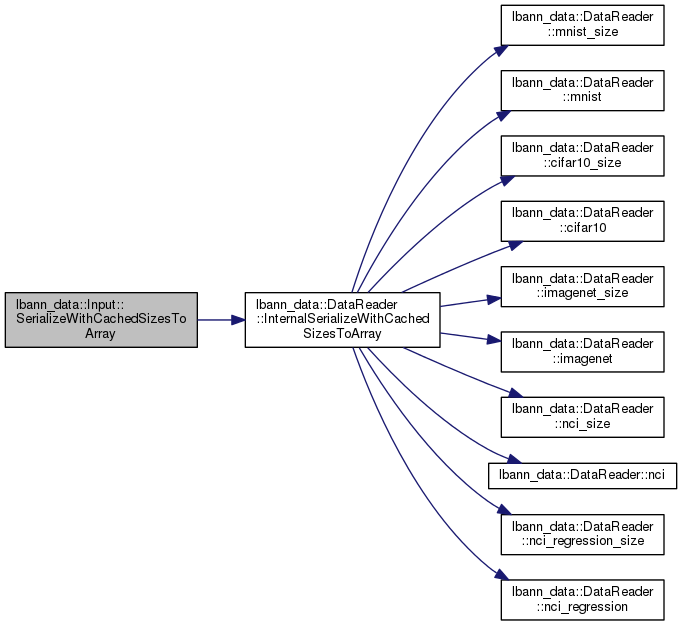 lbann_data::Input::
SerializeWithCachedSizesTo
Array
lbann_data::DataReader
::InternalSerializeWithCached
SizesToArray
lbann_data::DataReader
::mnist_size
lbann_data::DataReader
::mnist
lbann_data::DataReader
::cifar10_size
lbann_data::DataReader
::cifar10
lbann_data::DataReader
::imagenet_size
lbann_data::DataReader
::imagenet
lbann_data::DataReader
::nci_size
lbann_data::DataReader::nci
lbann_data::DataReader
::nci_regression_size
lbann_data::DataReader
::nci_regression